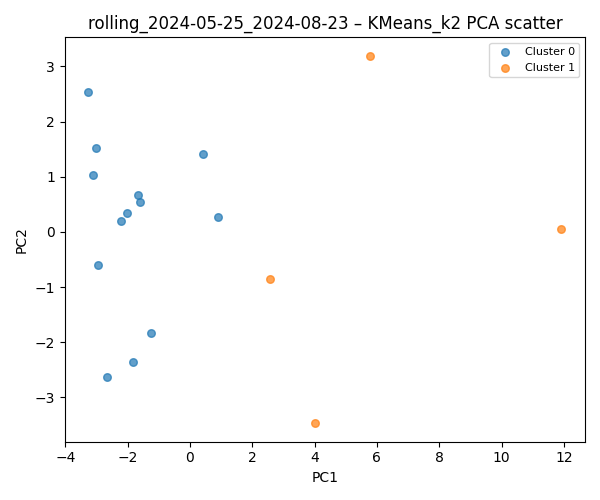 rolling_2024-05-25_2024-08-23 – KMeans_k2 PCA scatter
Cluster 0
Cluster 1
PC2
3
2
1
0
−1
−2
−3
−4 −2 0 2 4 6 8 10 12
PC1